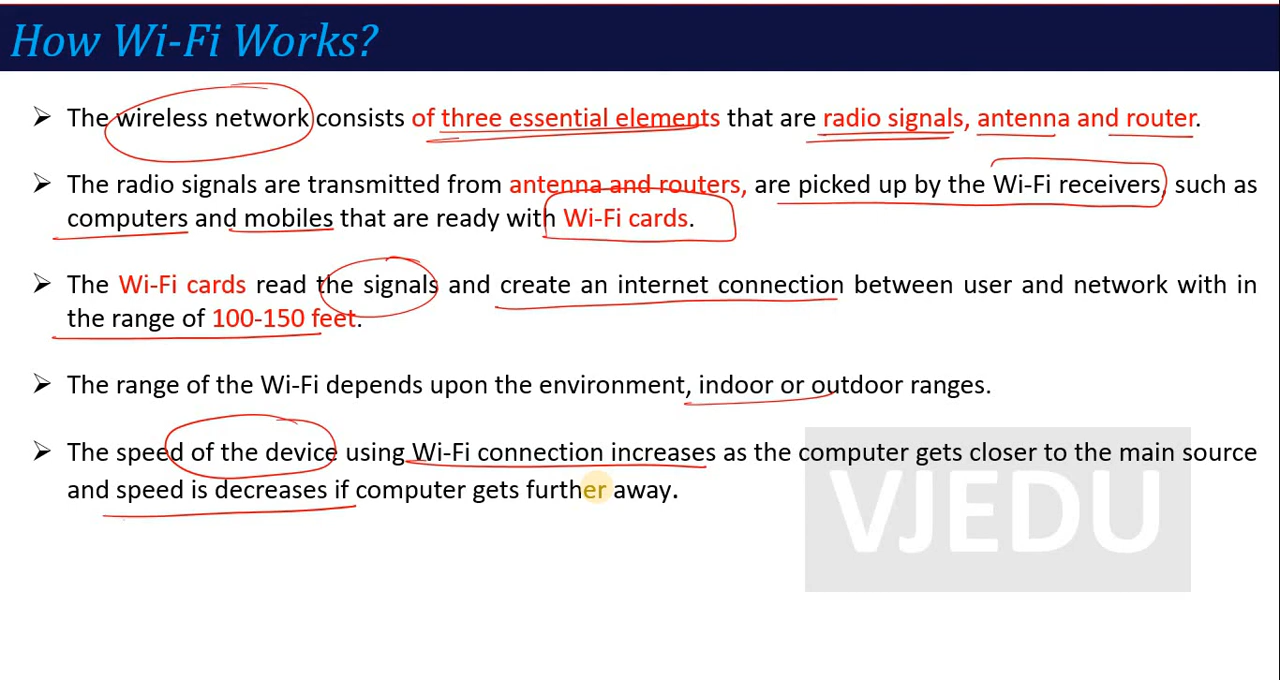 How Wi-Fi Works?
➢ The wireless network consists of three essential elements that are radio signals, antenna and router.
➢ The radio signals are transmitted from antenna and routers, are picked up by the Wi-Fi receivers, such as
computers and mobiles that are ready with Wi-Fi cards.
➢ The Wi-Fi cards read the signals and create an internet connection between user and network with in
the range of 100-150 feet.
➢ The range of the Wi-Fi depends upon the environment, indoor or outdoor ranges.
➢ The speed of the device using Wi-Fi connection increases as the computer gets closer to the main source
and speed is decreases if computer gets further away.
VJEDU